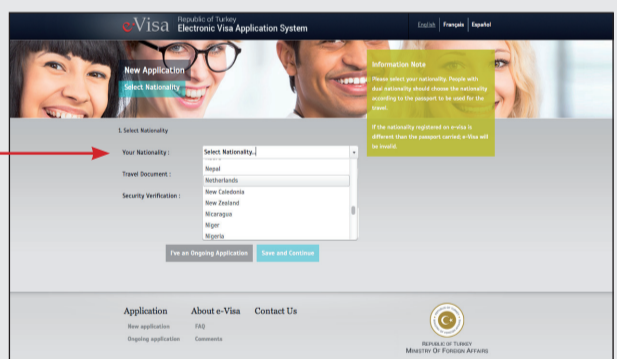 e-Visa
Republic of Turkey
Electronic Visa Application System
English Français Español
New Application
Select Nationality
Information Note
Please select your nationality. People with
dual nationality should choose the nationality
according to the passport to be used for the
travel.
If the nationality registered on e-visa is
different than the passport carried, e-Visa will
be invalid.
1. Select Nationality
Your Nationality :
Select Nationality...
Travel Document :
Security Verification :
Nepal
Netherlands
New Caledonia
New Zealand
Nicaragua
Niger
Nigeria
I've an Ongoing Application
Save and Continue
Application
New application
Ongoing application
About e-Visa
FAQ
Comments
Contact Us
REPUBLIC OF TURKEY
MINISTRY OF FOREIGN AFFAIRS